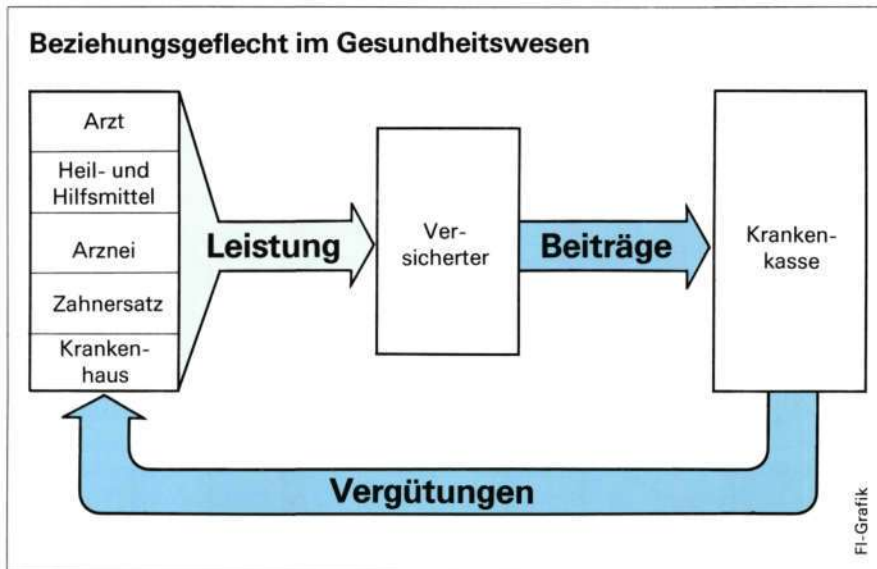 Beziehungsgeflecht im Gesundheitswesen
Arzt
Heil- und
Hilfsmittel
Arznei
Zahnersatz
Kranken-
haus
Leistung
Ver-
sicherter
Beiträge
Kranken-
kasse
Vergütungen
FI-Grafik